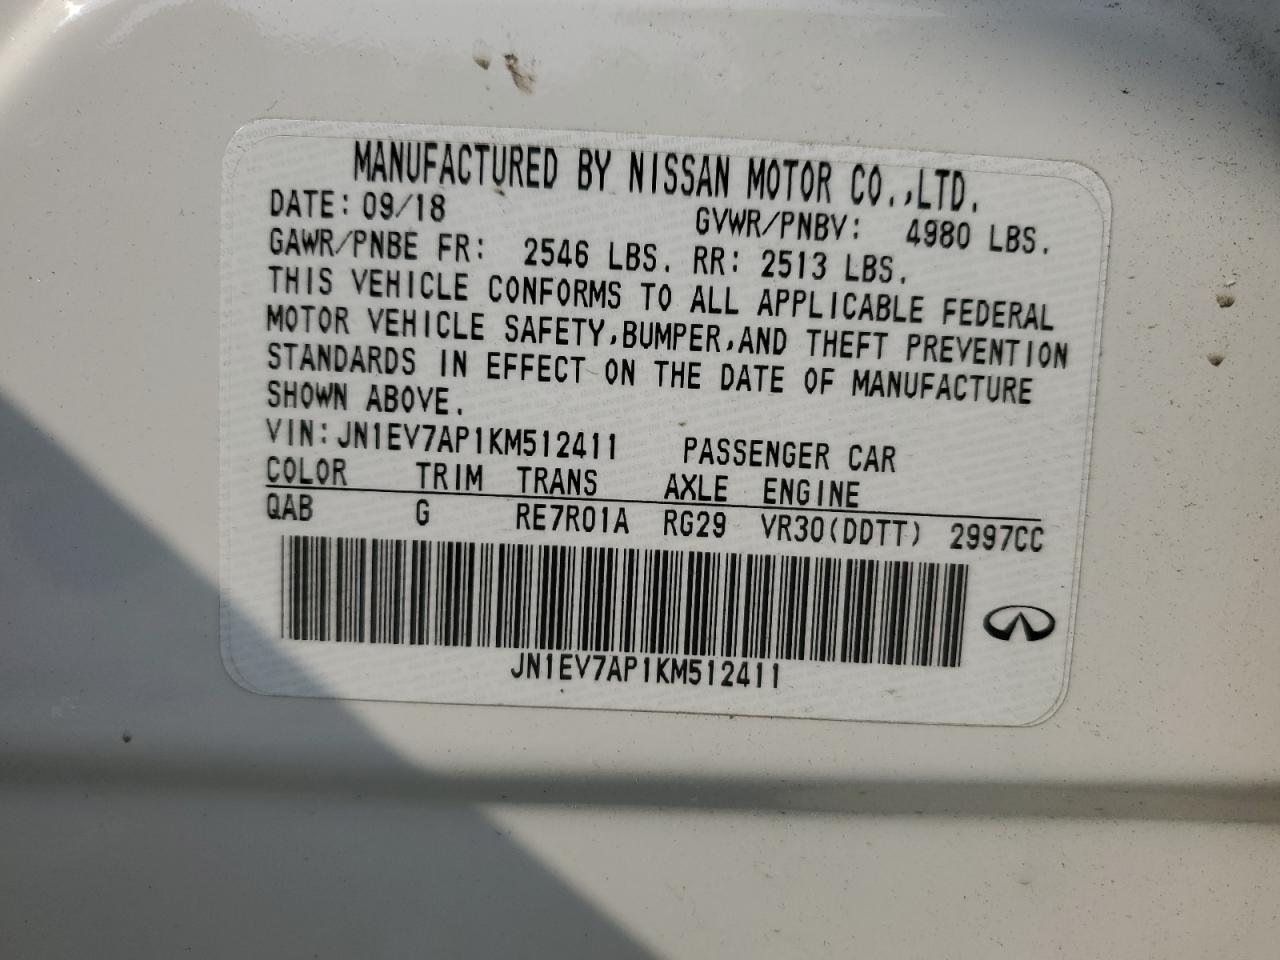 MANUFACTURED BY NISSAN MOTOR CO.,LTD.
DATE: 09/18 GVWR/PNBV: 4980 LBS.
GAWR/PNBE FR: 2546 LBS. RR: 2513 LBS.
THIS VEHICLE CONFORMS TO ALL APPLICABLE FEDERAL
MOTOR VEHICLE SAFETY,BUMPER,AND THEFT PREVENTION
STANDARDS IN EFFECT ON THE DATE OF MANUFACTURE
SHOWN ABOVE.
VIN: JN1EV7AP1KM512411 PASSENGER CAR
COLOR TRIM TRANS AXLE ENGINE
QAB G RE7R01A RG29 VR30(DDTT) 2997CC
JN1EV7AP1KM512411